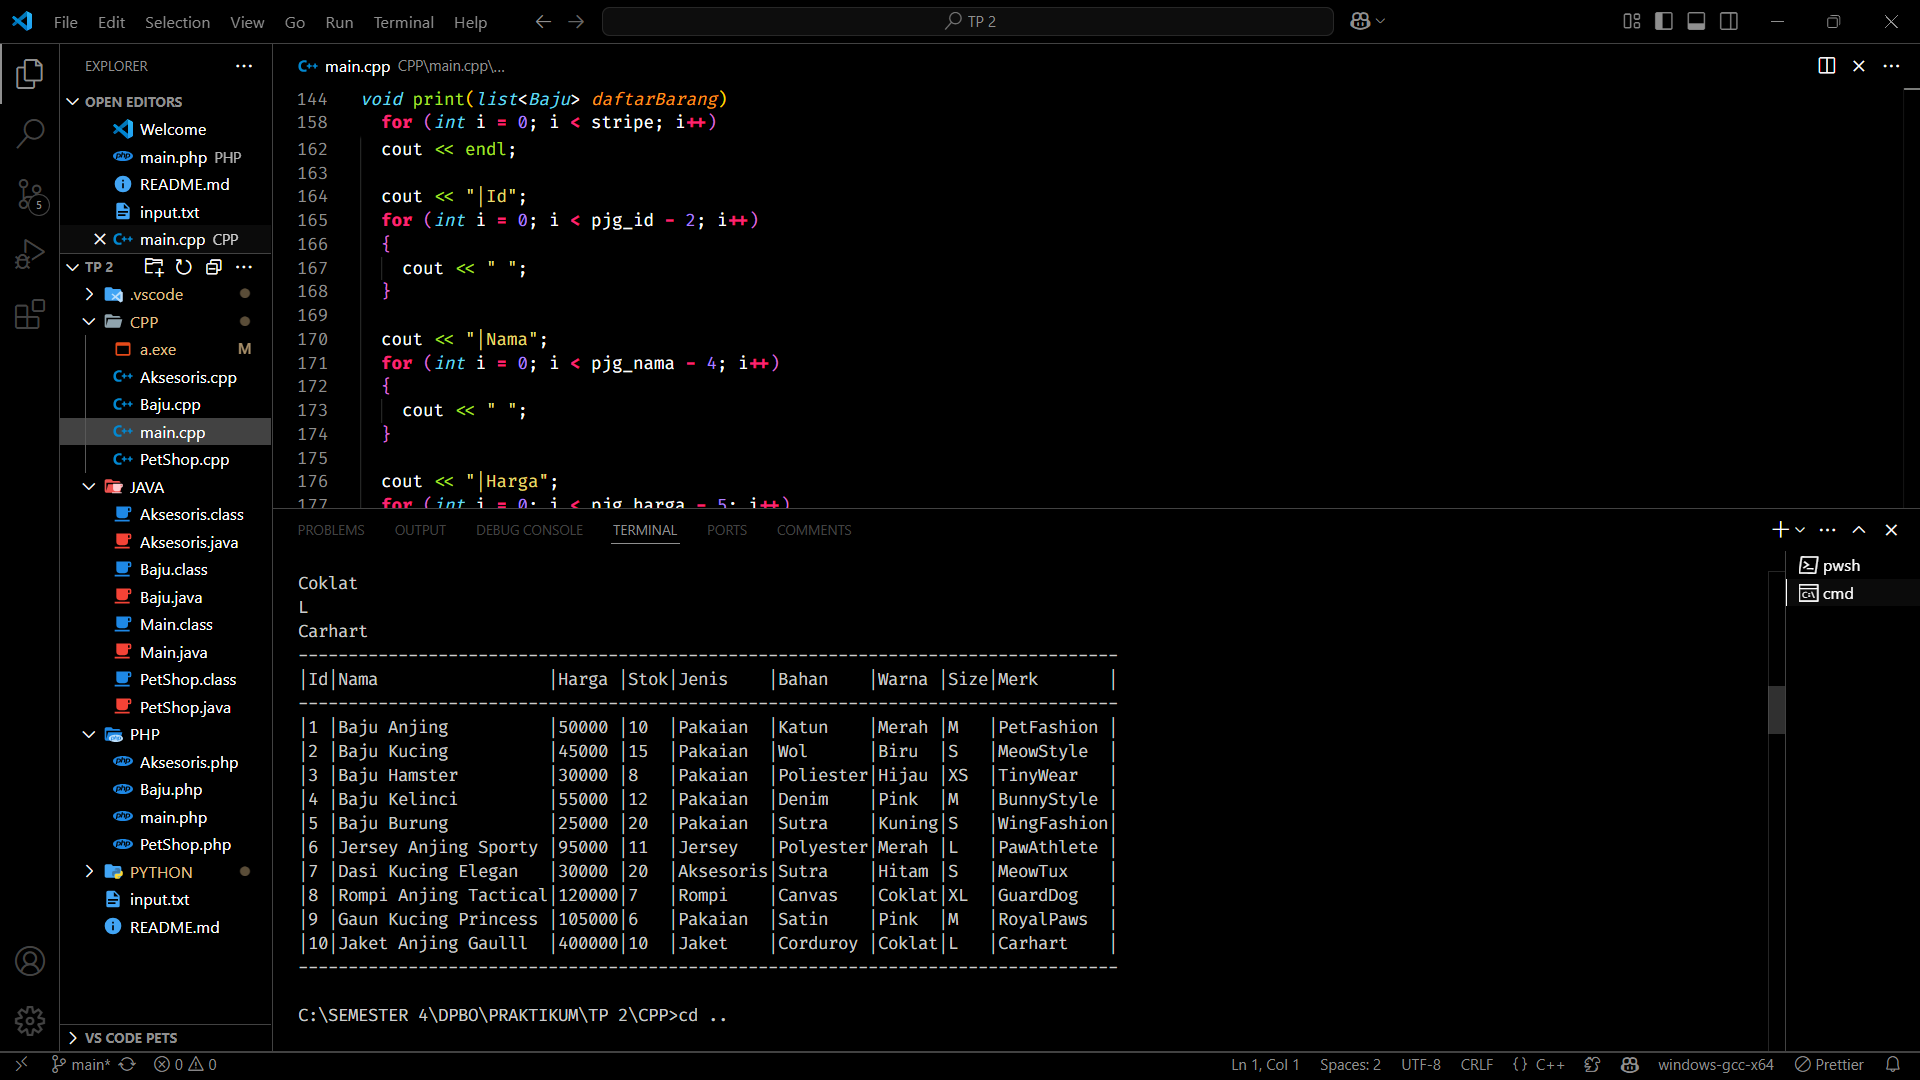 File Edit Selection View Go Run Terminal Help
TP 2
EXPLORER
OPEN EDITORS
Welcome
main.php PHP
README.md
input.txt
main.cpp CPP
TP 2
.vscode
CPP
a.exe M
Aksesoris.cpp
Baju.cpp
main.cpp
PetShop.cpp
JAVA
Aksesoris.class
Aksesoris.java
Baju.class
Baju.java
Main.class
Main.java
PetShop.class
PetShop.java
PHP
Aksesoris.php
Baju.php
main.php
PetShop.php
PYTHON
input.txt
README.md
VS CODE PETS
5
main.cpp CPP\main.cpp\...
144 void print(list<Baju> daftarBarang)
158 for (int i = 0; i < stripe; i++)
162 cout << endl;
163
164 cout << "|Id";
165 for (int i = 0; i < pjg_id - 2; i++)
166 {
167 cout << " ";
168 }
169
170 cout << "|Nama";
171 for (int i = 0; i < pjg_nama - 4; i++)
172 {
173 cout << " ";
174 }
175
176 cout << "|Harga";
177 for (int i = 0; i < pjg_harga - 5; i++)
PROBLEMS OUTPUT DEBUG CONSOLE TERMINAL PORTS COMMENTS
pwsh
cmd
Coklat
L
Carhart
----------------------------------------------------------------------------------
|Id|Nama                 |Harga |Stok|Jenis    |Bahan    |Warna |Size|Merk       |
----------------------------------------------------------------------------------
|1 |Baju Anjing          |50000 |10  |Pakaian  |Katun    |Merah |M   |PetFashion |
|2 |Baju Kucing          |45000 |15  |Pakaian  |Wol      |Biru  |S   |MeowStyle  |
|3 |Baju Hamster         |30000 |8   |Pakaian  |Poliester|Hijau |XS  |TinyWear   |
|4 |Baju Kelinci         |55000 |12  |Pakaian  |Denim    |Pink  |M   |BunnyStyle |
|5 |Baju Burung          |25000 |20  |Pakaian  |Sutra    |Kuning|S   |WingFashion|
|6 |Jersey Anjing Sporty |95000 |11  |Jersey   |Polyester|Merah |L   |PawAthlete |
|7 |Dasi Kucing Elegan   |30000 |20  |Aksesoris|Sutra    |Hitam |S   |MeowTux    |
|8 |Rompi Anjing Tactical|120000|7   |Rompi    |Canvas   |Coklat|XL  |GuardDog   |
|9 |Gaun Kucing Princess |105000|6   |Pakaian  |Satin    |Pink  |M   |RoyalPaws  |
|10|Jaket Anjing Gaulll  |400000|10  |Jaket    |Corduroy |Coklat|L   |Carhart    |
----------------------------------------------------------------------------------
C:\SEMESTER 4\DPBO\PRAKTIKUM\TP 2\CPP>cd ..
main* 0 0 Ln 1, Col 1 Spaces: 2 UTF-8 CRLF {} C++ windows-gcc-x64 Prettier